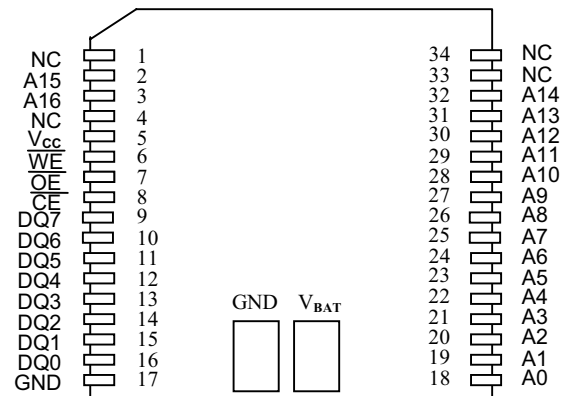 NC 1 34 NC
A15 2 33 NC
A16 3 32 A14
NC 4 31 A13
Vcc 5 30 A12
WE 6 29 A11
OE 7 28 A10
CE 8 27 A9
DQ7 9 26 A8
DQ6 10 25 A7
DQ5 11 24 A6
DQ4 12 23 A5
DQ3 13 22 A4
DQ2 14 21 A3
DQ1 15 20 A2
DQ0 16 19 A1
GND 17 18 A0
GND VBAT